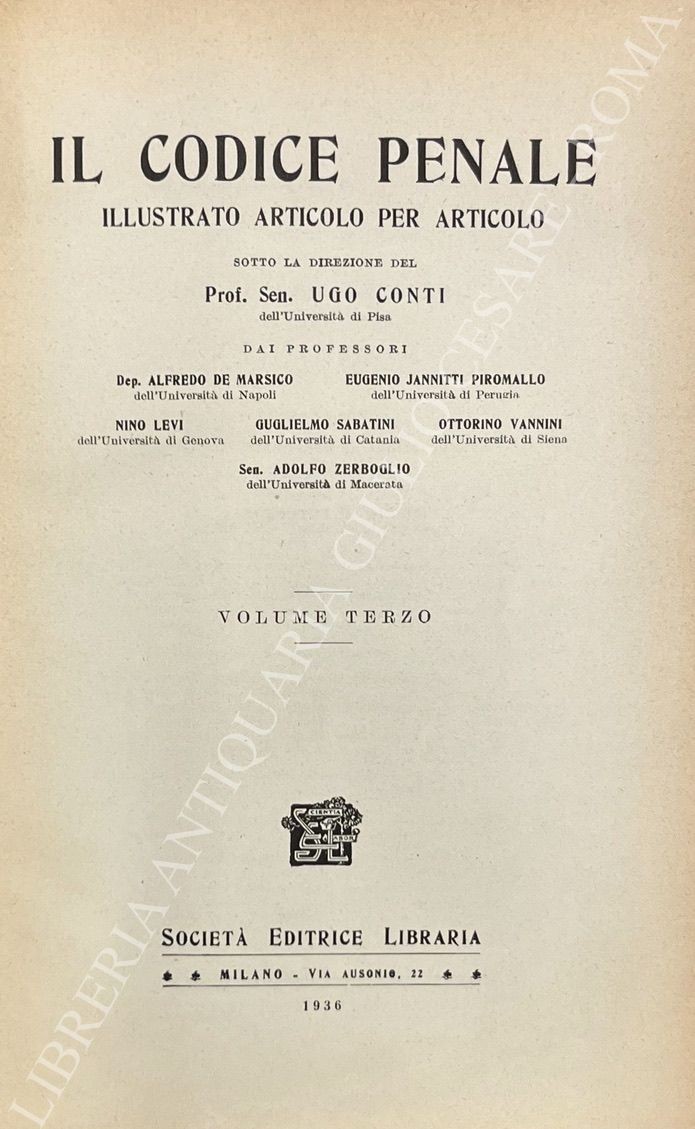 IL CODICE PENALE
ILLUSTRATO ARTICOLO PER ARTICOLO
SOTTO LA DIREZIONE DEL
Prof. Sen. UGO CONTI
dell'Università di Pisa
DAI PROFESSORI
Dep. ALFREDO DE MARSICO
dell'Università di Napoli
EUGENIO JANNITTI PIROMALLO
dell'Università di Perugia
NINO LEVI
dell'Università di Genova
GUGLIELMO SABATINI
dell'Università di Catania
OTTORINO VANNINI
dell'Università di Siena
Sen. ADOLFO ZERBOGLIO
dell'Università di Macerata
VOLUME TERZO
SCIENTIA
LABOR
SEL
SOCIETÀ EDITRICE LIBRARIA
MILANO - VIA AUSONIO, 22
1936
LIBRERIA ANTIQUARIA GIULIO CESARE - ROMA